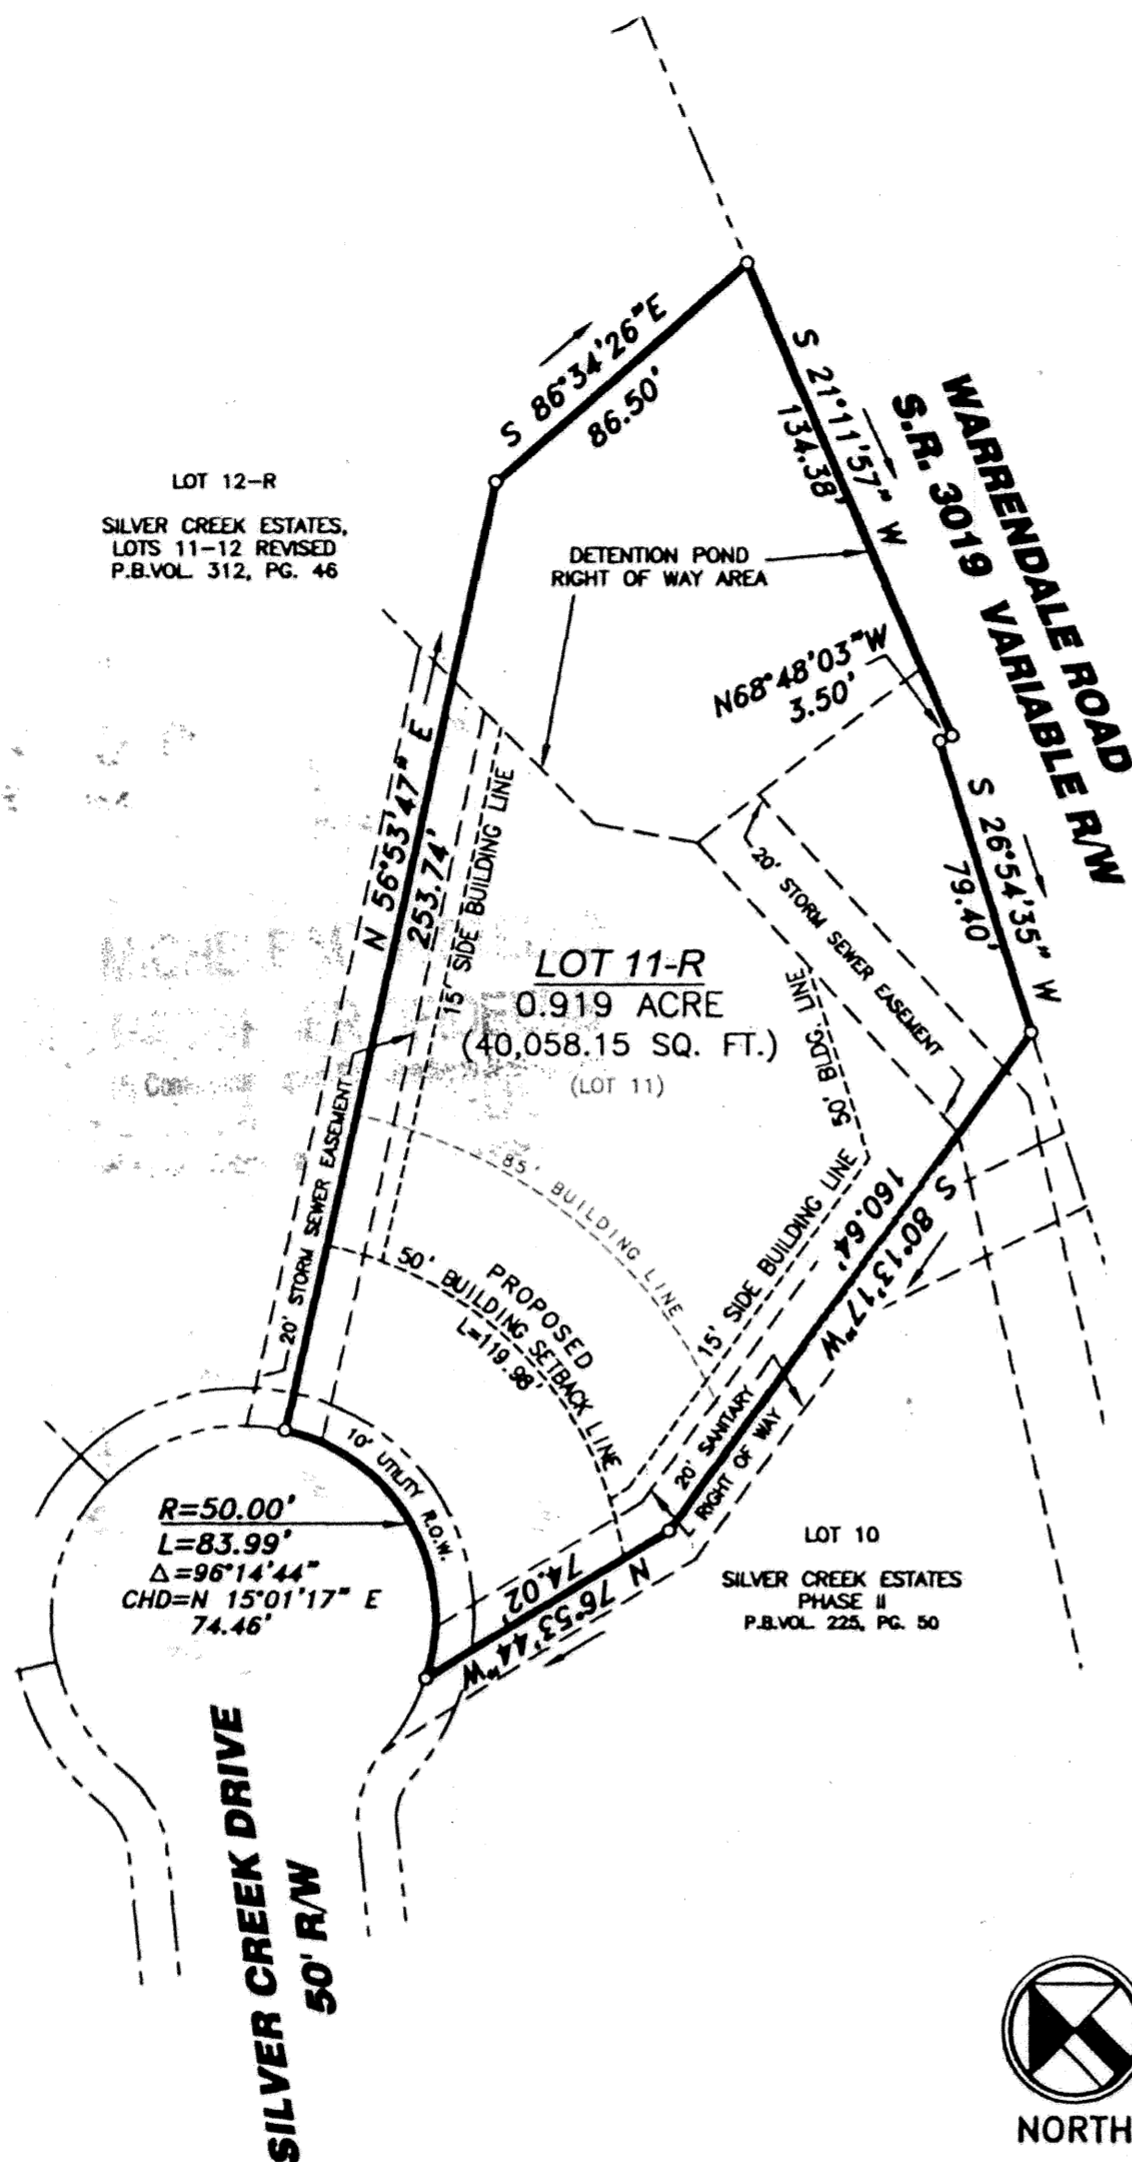 S 86°34'26"E
86.50'
S 21°11'57" W
134.38'
WARRENDALE ROAD
S.R. 3019 VARIABLE R/W
LOT 12-R
SILVER CREEK ESTATES,
LOTS 11-12 REVISED
P.B.VOL. 312, PG. 46
DETENTION POND
RIGHT OF WAY AREA
N68°48'03"W
3.50'
S 26°54'35" W
79.40'
N 56°53'47" E
253.74'
15' SIDE BUILDING LINE
20' STORM SEWER EASEMENT
LOT 11-R
0.919 ACRE
(40,058.15 SQ. FT.)
(LOT 11)
50' BLDG. LINE
20' STORM SEWER EASEMENT
85' BUILDING LINE
PROPOSED
50' BUILDING SETBACK LINE
L=119.98'
15' SIDE BUILDING LINE
S 80°13'17"W
160.64'
20' SANITARY
RIGHT OF WAY
10' UTILITY R.O.W.
R=50.00'
L=83.99'
Δ=96°14'44"
CHD=N 15°01'17" E
74.46'
74.02'
N 76°53'44"W
LOT 10
SILVER CREEK ESTATES
PHASE II
P.B.VOL. 225, PG. 50
SILVER CREEK DRIVE
50' R/W
NORTH